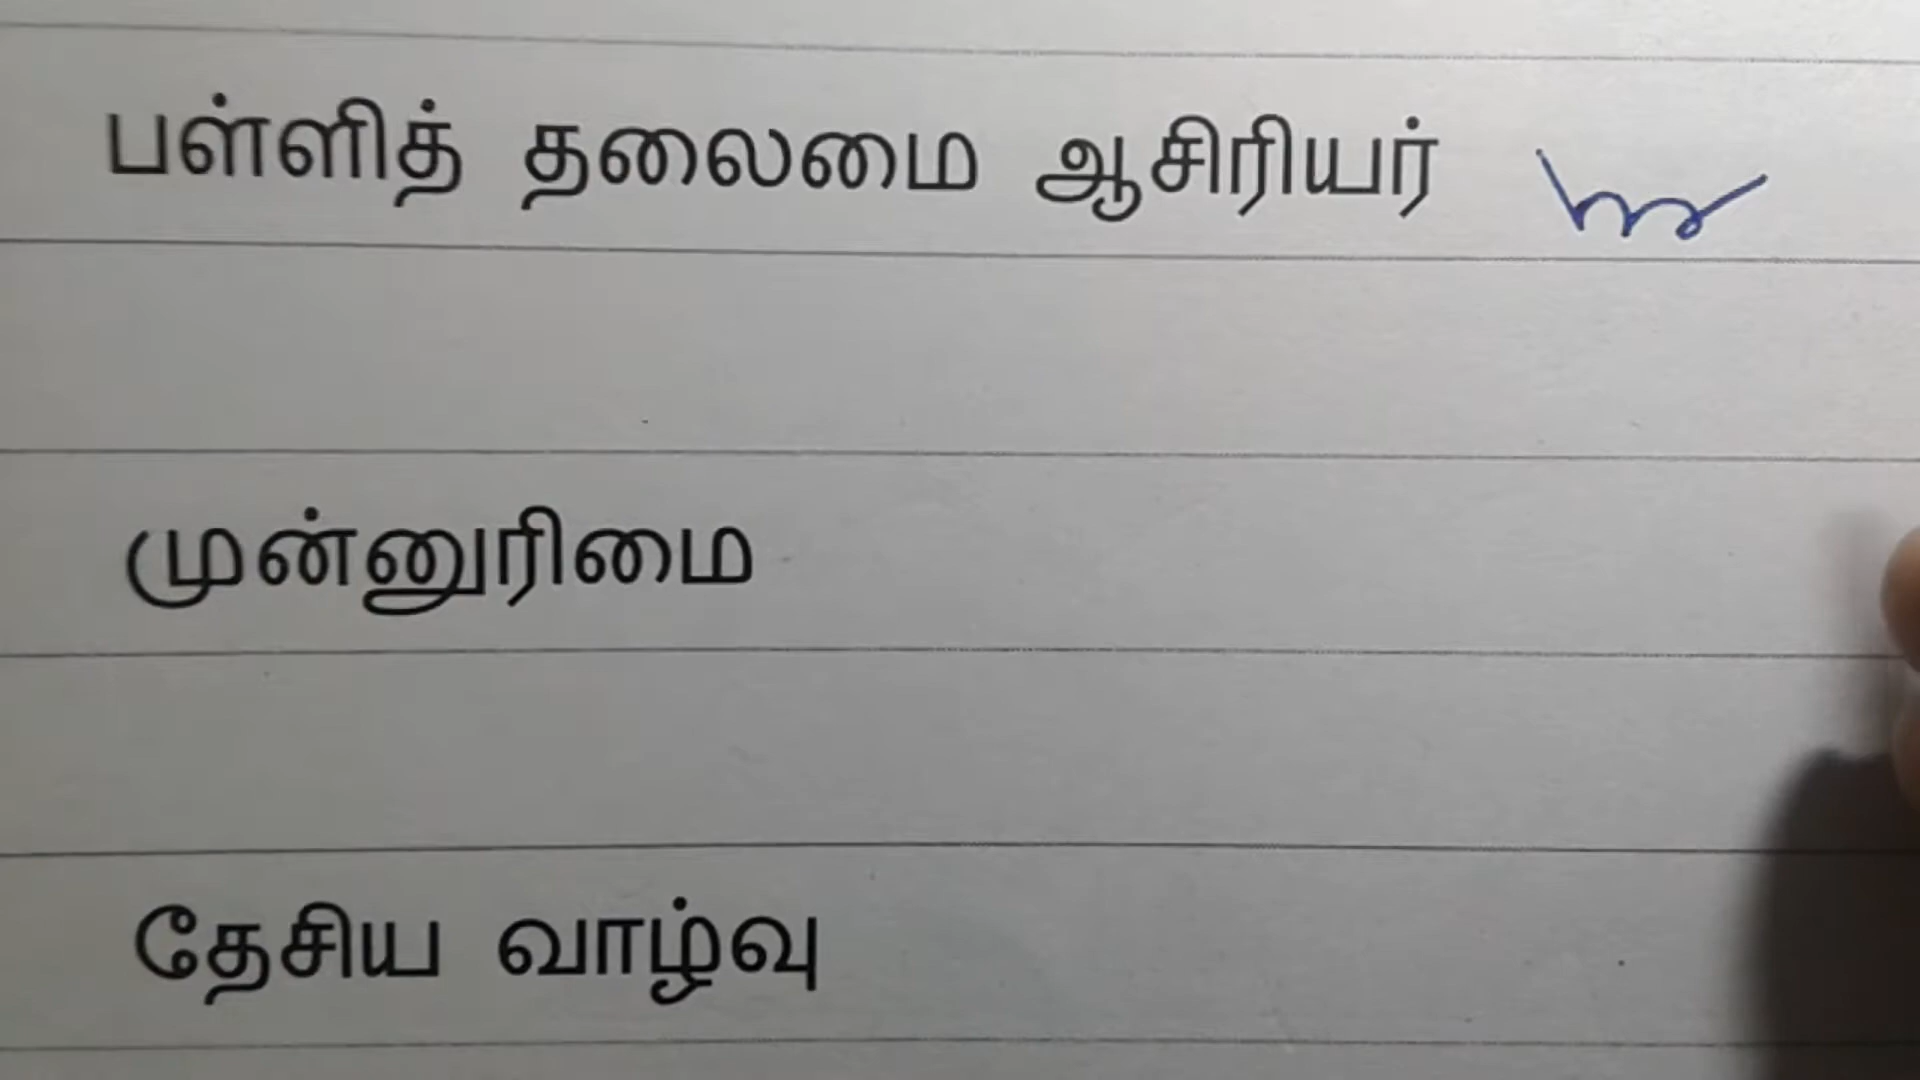 பள்ளித் தலைமை ஆசிரியர்
முன்னுரிமை
தேசிய வாழ்வு